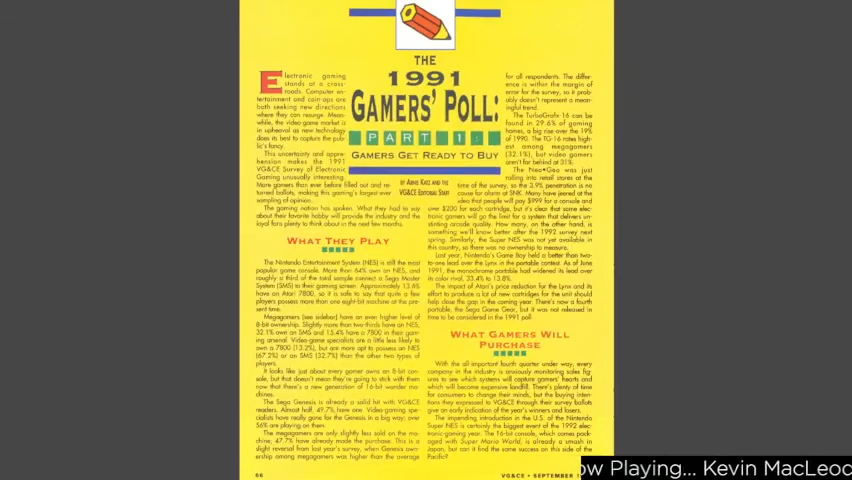 THE
1991
GAMERS' POLL:
PART 1:
GAMERS GET READY TO BUY
BY ARNIE KATZ AND THE
VG&CE EDITORIAL STAFF
Electronic gaming
stands at a cross-
roads. Computer en-
tertainment and coin-ops are
both seeking new directions
where they can resurge. Mean-
while, the video-game market is
in upheaval as new technology
does its best to capture the pub-
lic's fancy.
This uncertainty and appre-
hension makes the 1991
VG&CE Survey of Electronic
Gaming unusually interesting.
More gamers than ever before filled out and re-
turned ballots, making this gaming's largest-ever
sampling of opinion.
The gaming nation has spoken. What they had to say
about their favorite hobby will provide the industry and the
loyal fans plenty to think about in the next few months.
WHAT THEY PLAY
The Nintendo Entertainment System (NES) is still the most
popular game console. More than 64% own an NES, and
roughly a third of the total sample connect a Sega Master
System (SMS) to their gaming screen. Approximately 13.6%
have an Atari 7800, so it is safe to say that quite a few
players possess more than one eight-bit machine at the pre-
sent time.
Megagamers (see sidebar) have an even higher level of
8-bit ownership. Slightly more than two thirds have an NES,
32.1% own an SMS and 15.4% have a 7800 in their gam-
ing arsenal. Video-game specialists are a little less likely to
own a 7800 (13.2%), but are more apt to possess an NES
(67.2%) or an SMS (32.7%) than the other two types of
players.
It looks like just about every gamer owns an 8-bit con-
sole, but that doesn't mean they're going to stick with them
now that there's a new generation of 16-bit wonder ma-
chines.
The Sega Genesis is already a solid hit with VG&CE
readers. Almost half, 49.7%, have one. Video-gaming spe-
cialists have really gone for the Genesis in a big way; over
56% are playing on them.
The megagamers are only slightly less sold on the ma-
chine; 47.7% have already made the purchase. This is a
slight reversal from last year's survey, when Genesis own-
ership among megagamers was higher than the average
for all respondents. The differ-
ence is within the margin of
error for the survey, so it prob-
ably doesn't represent a mean-
ingful trend.
The TurboGrafx-16 can be
found in 29.6% of gaming
homes, a big rise over the 19%
of 1990. The TG-16 rates high-
est among megagamers
(32.1%), but video gamers
aren't far behind at 31%.
The Neo•Geo was just
rolling into retail stores at the
time of the survey, so the 3.9% penetration is no
cause for alarm at SNK. Many have jeered at the
idea that people will pay $999 for a console and
over $200 for each cartridge, but it's clear that some elec-
tronic gamers will go the limit for a system that delivers un-
stinting arcade quality. How many, on the other hand, is
something we'll know better after the 1992 survey next
spring. Similarly, the Super NES was not yet available in
this country, so there was no ownership to measure.
Last year, Nintendo's Game Boy held a better than two-
to-one lead over the Lynx in the portable contest. As of June
1991, the monochrome portable had widened its lead over
its color rival, 33.4% to 13.8%.
The impact of Atari's price reduction for the Lynx and its
effort to produce a lot of new cartridges for the unit should
help close the gap in the coming year. There's now a fourth
portable, the Sega Game Gear, but it was not released in
time to be considered in the 1991 poll.
WHAT GAMERS WILL
PURCHASE
With the all important fourth quarter under way, every
company in the industry is anxiously monitoring sales fig-
ures to see which systems will capture gamers' hearts and
which will become expensive landfill. There's plenty of time
for consumers to change their minds, but the buying inten-
tions they expressed to VG&CE through their survey ballots
give an early indication of the year's winners and losers.
The impending introduction in the U.S. of the Nintendo
Super NES is certainly the biggest event of the 1992 elec-
tronic-gaming year. The 16-bit console, which comes pack-
aged with Super Mario World, is already a smash in
Japan, but can it find the same success on this side of the
Pacific?
66
VG&CE • SEPTEMBER
ow Playing... Kevin MacLeod